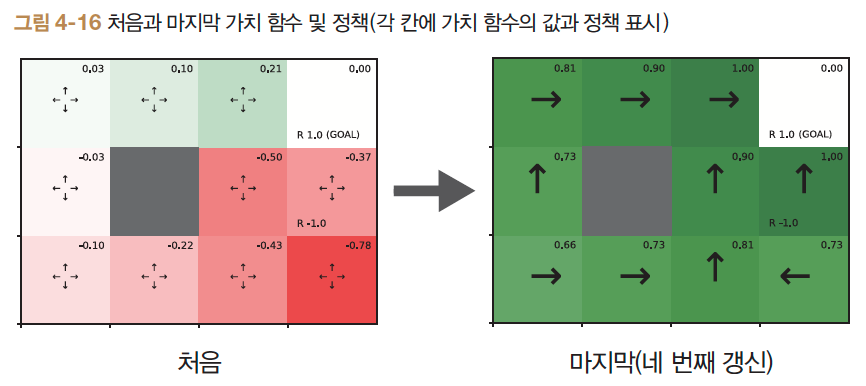 그림 4-16 처음과 마지막 가치 함수 및 정책(각 칸에 가치 함수의 값과 정책 표시)
0.03 0.10 0.21 0.00
R 1.0 (GOAL)
-0.03 -0.50 -0.37
R -1.0
-0.10 -0.22 -0.43 -0.78
처음
0.81 0.90 1.00 0.00
R 1.0 (GOAL)
0.73 0.90 1.00
R -1.0
0.66 0.73 0.81 0.73
마지막(네 번째 갱신)